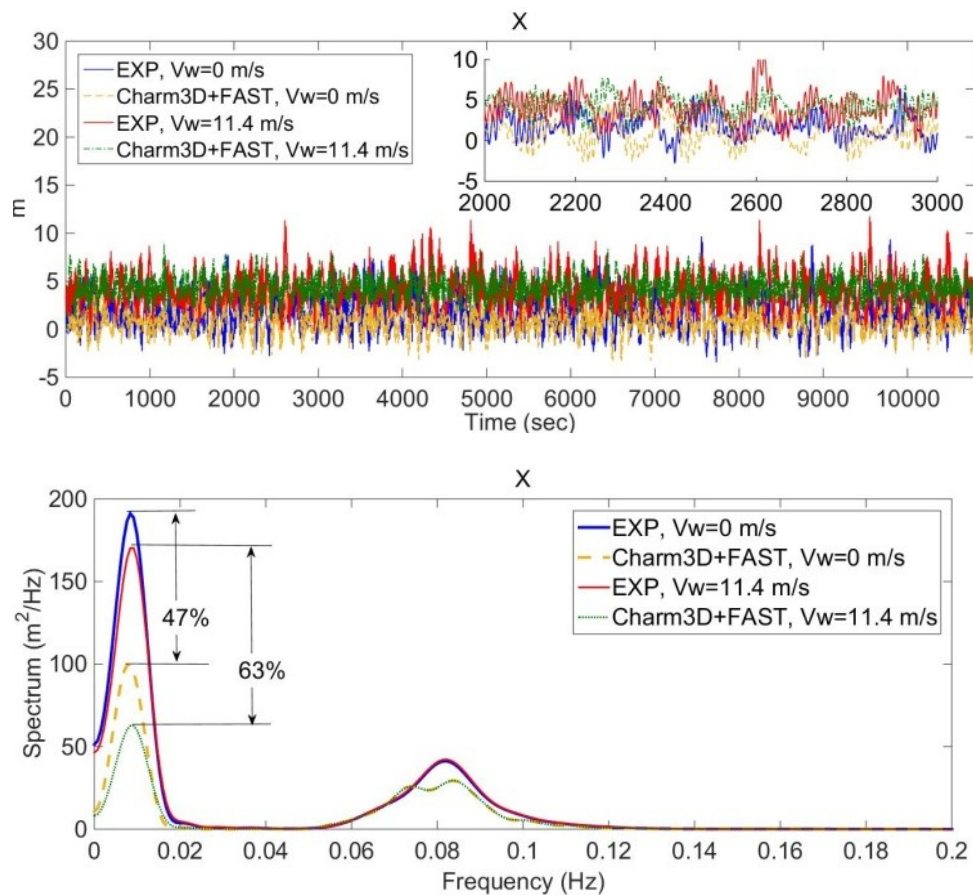 X
30
25
20
15
10
5
0
-5
m
EXP, Vw=0 m/s
Charm3D+FAST, Vw=0 m/s
EXP, Vw=11.4 m/s
Charm3D+FAST, Vw=11.4 m/s
10
5
0
-5
2000 2200 2400 2600 2800 3000
0 1000 2000 3000 4000 5000 6000 7000 8000 9000 10000
Time (sec)
X
200
150
100
50
0
Spectrum (m²/Hz)
47%
63%
EXP, Vw=0 m/s
Charm3D+FAST, Vw=0 m/s
EXP, Vw=11.4 m/s
Charm3D+FAST, Vw=11.4 m/s
0 0.02 0.04 0.06 0.08 0.1 0.12 0.14 0.16 0.18 0.2
Frequency (Hz)